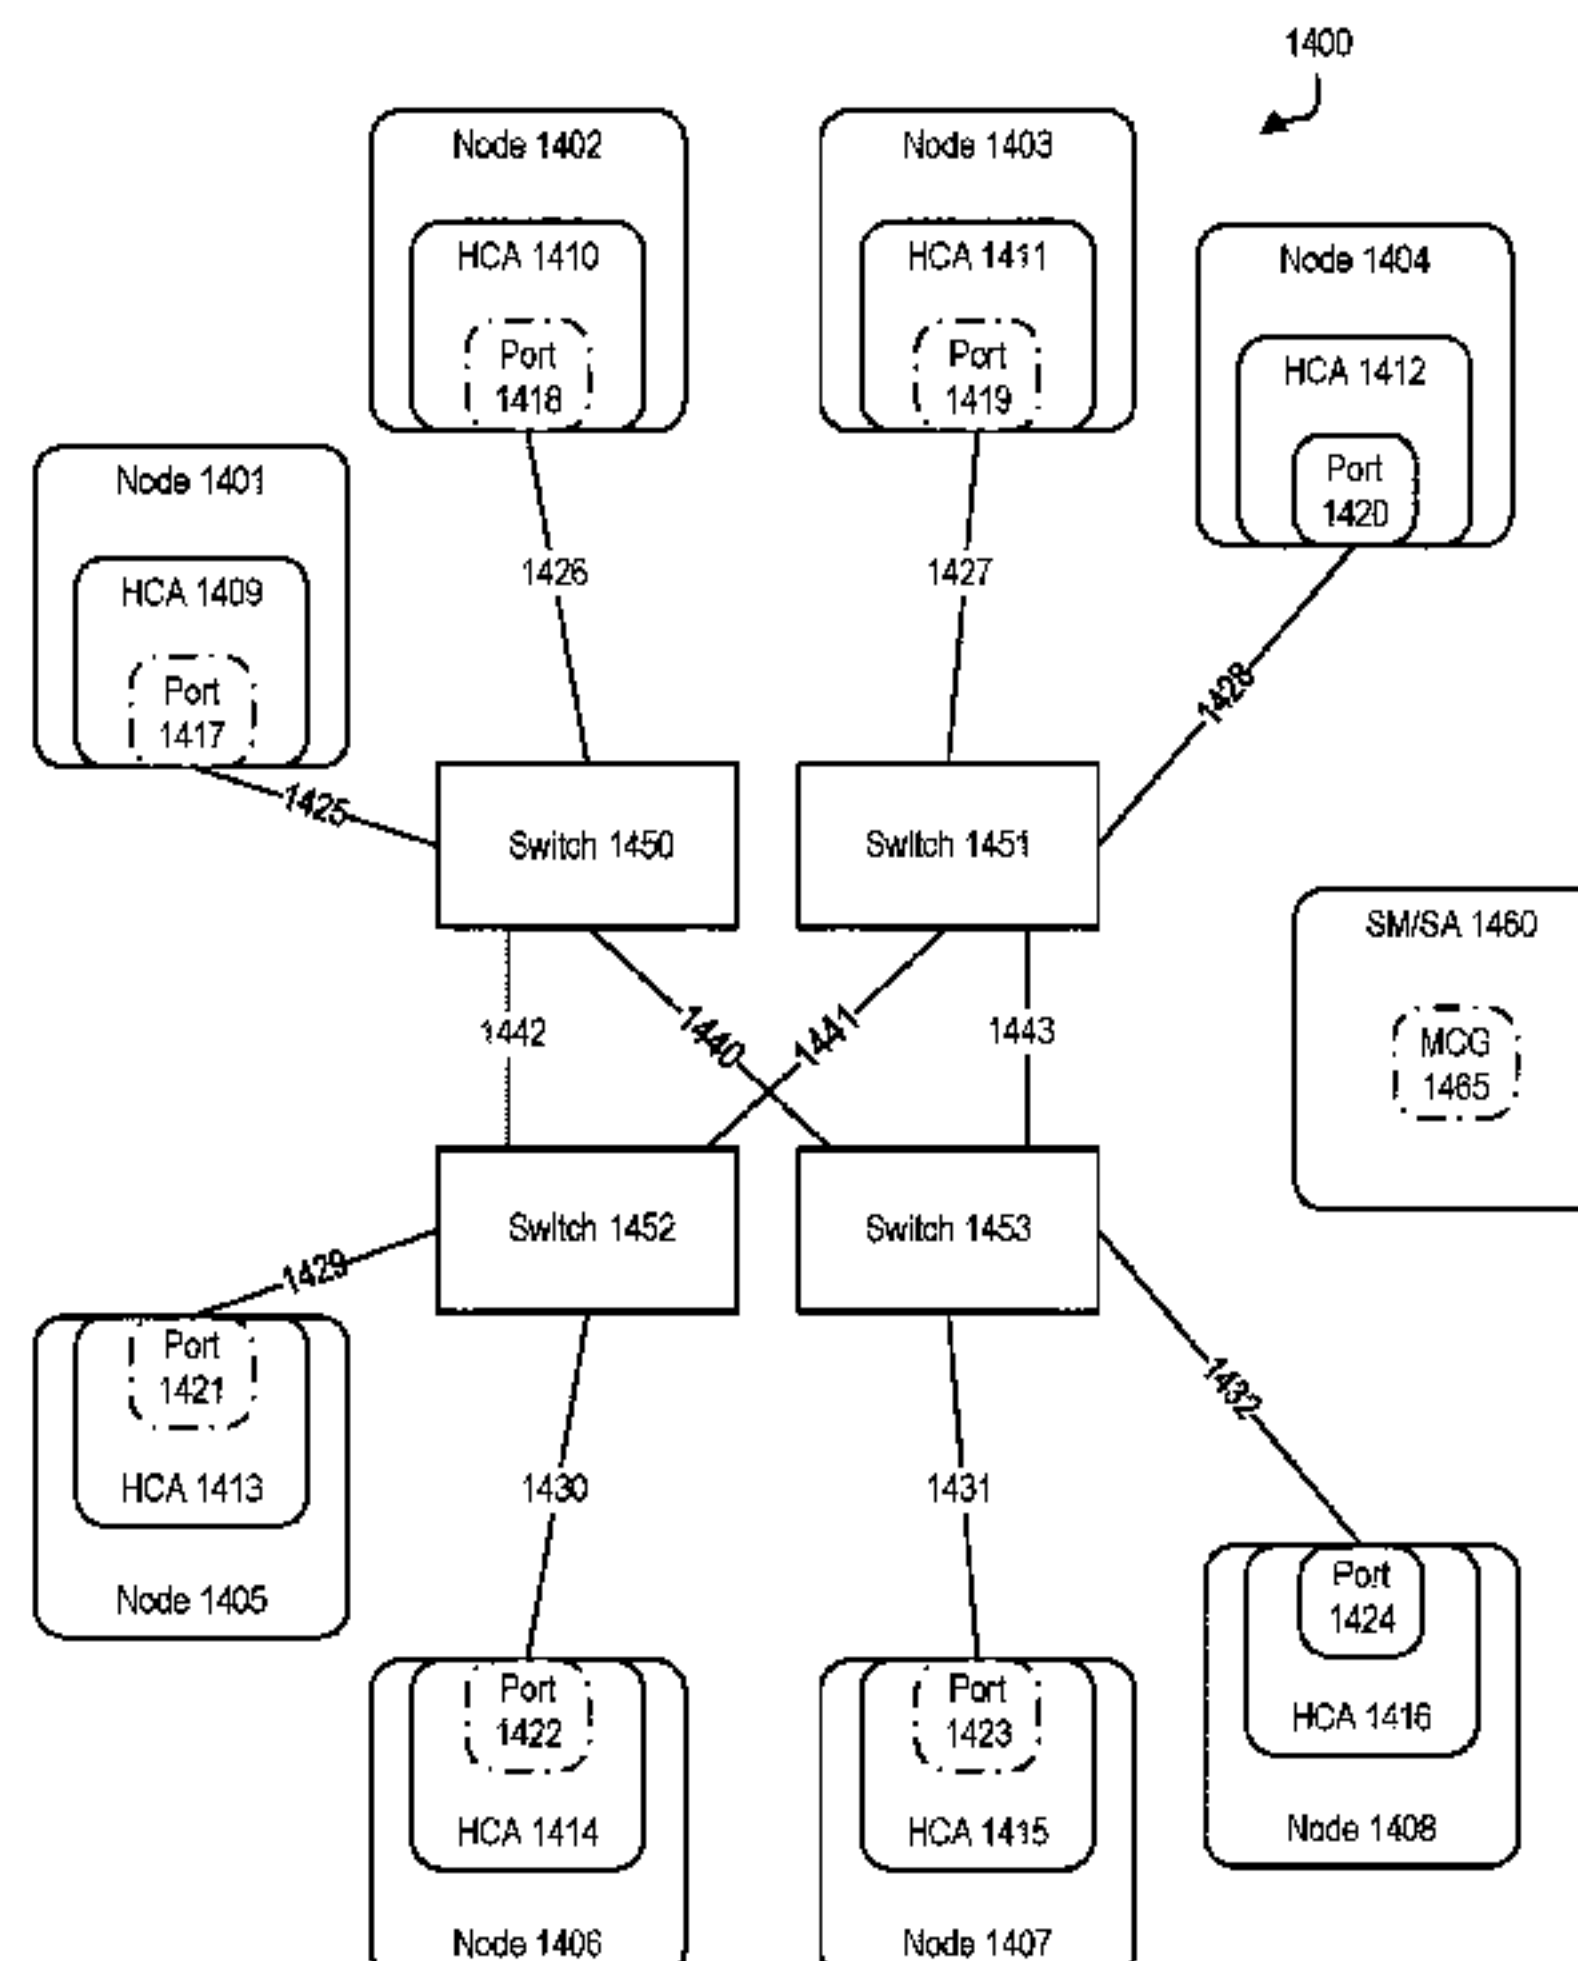 1400
Node 1402
HCA 1410
Port
1418
Node 1403
HCA 1411
Port
1419
Node 1404
HCA 1412
Port
1420
Node 1401
HCA 1409
Port
1417
1426
1427
1428
1425
Switch 1450
Switch 1451
SM/SA 1460
MCG
1465
1442
1440
1441
1443
Switch 1452
Switch 1453
1429
Port
1421
HCA 1413
Node 1405
1430
1431
1432
Port
1422
HCA 1414
Node 1406
Port
1423
HCA 1415
Node 1407
Port
1424
HCA 1416
Node 1408